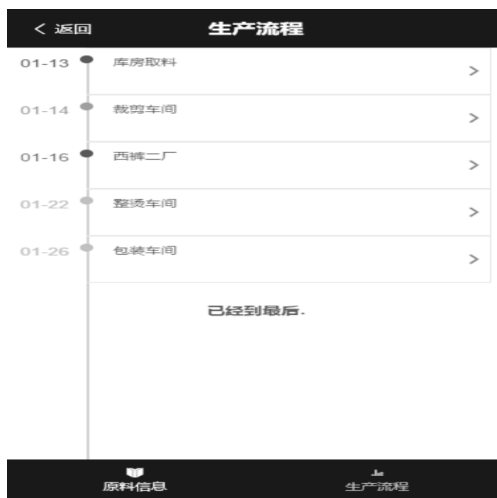 < 返回 生产流程
01-13 库房取料 >
01-14 裁剪车间 >
01-16 西裤二厂 >
01-22 整烫车间 >
01-26 包装车间 >
已经到最后.
原料信息 生产流程